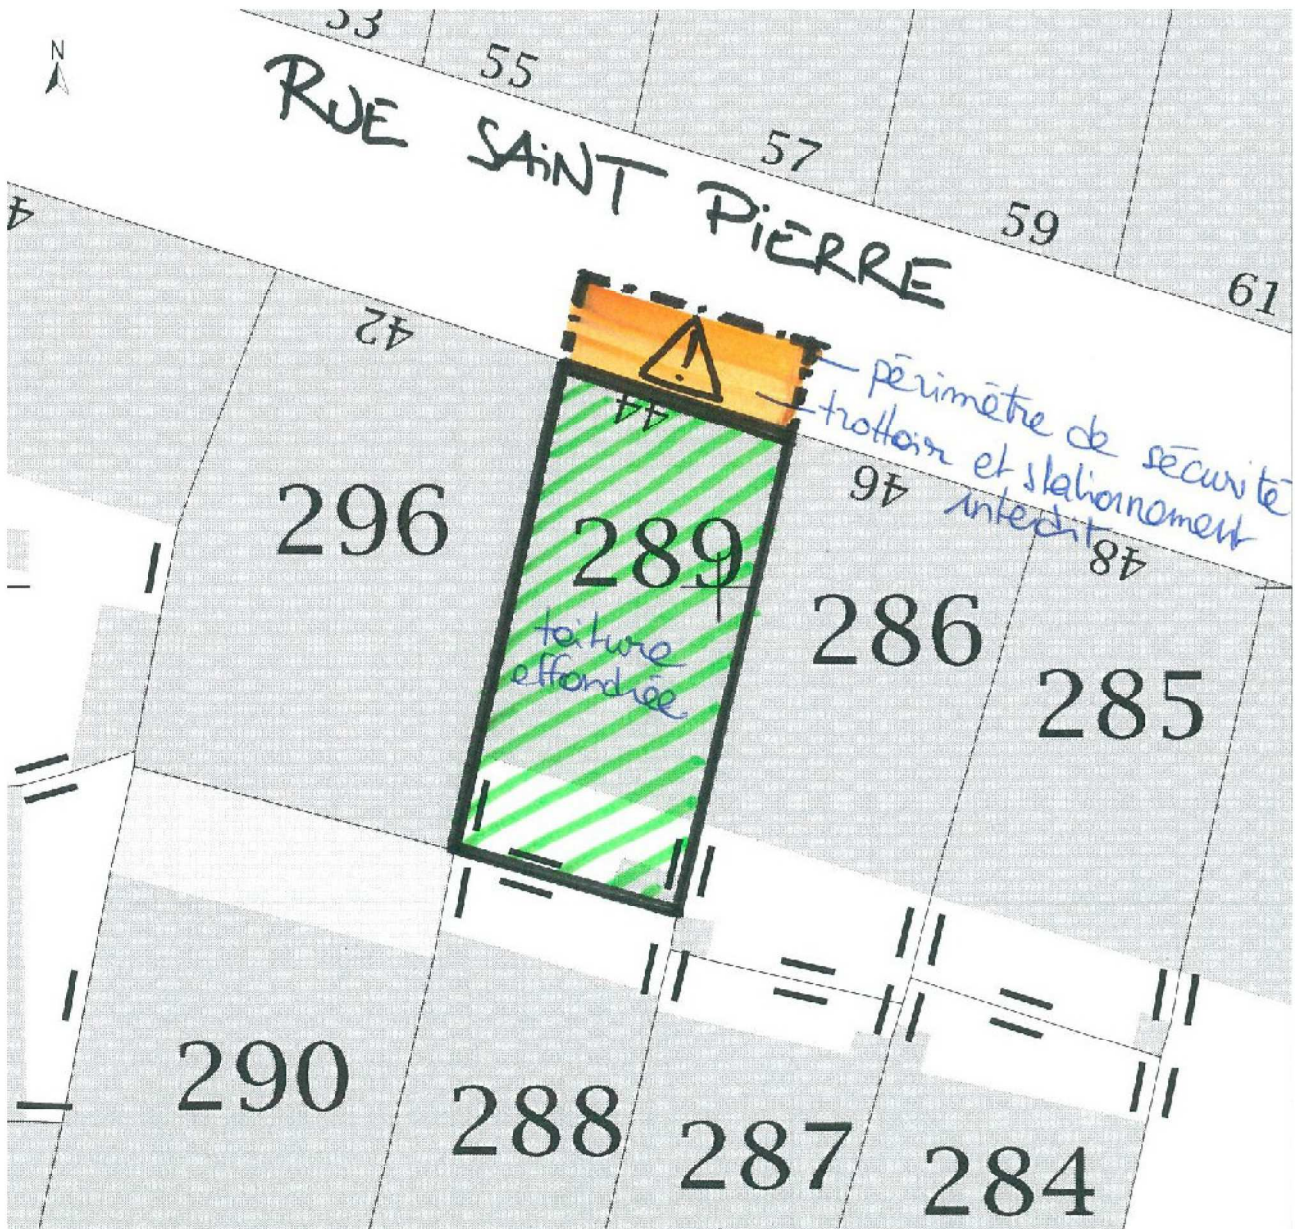 N
53
55
57
59
61
RUE SAiNT PiERRE
4
42
44
46
48
périmètre de sécurité
trottoir et stationnement
interdit
296
289
286
285
toiture
effondrée
290
288
287
284